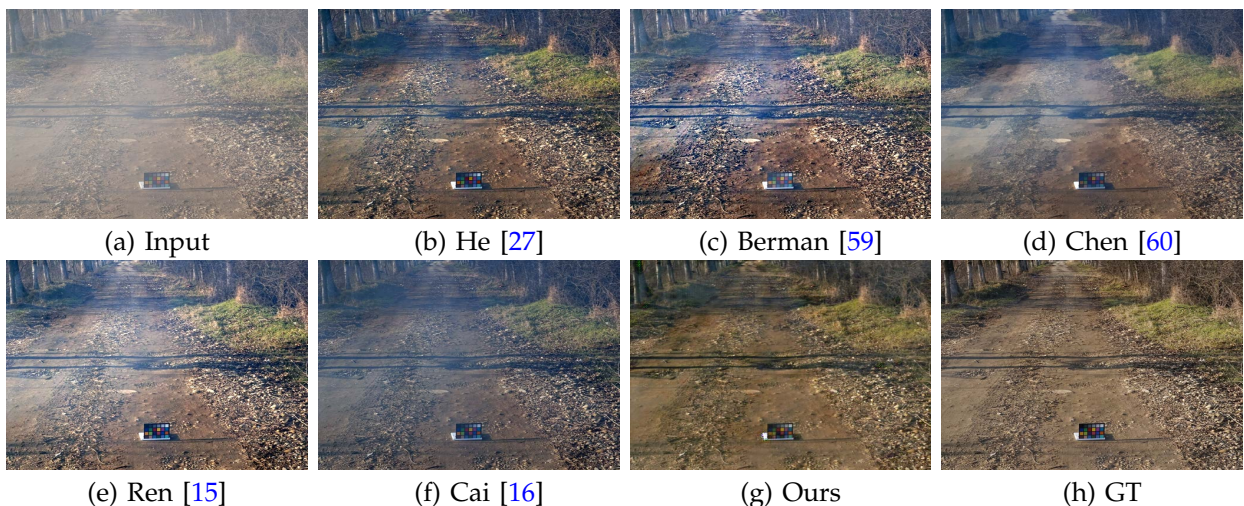 (a) Input
(b) He [27]
(c) Berman [59]
(d) Chen [60]
(e) Ren [15]
(f) Cai [16]
(g) Ours
(h) GT